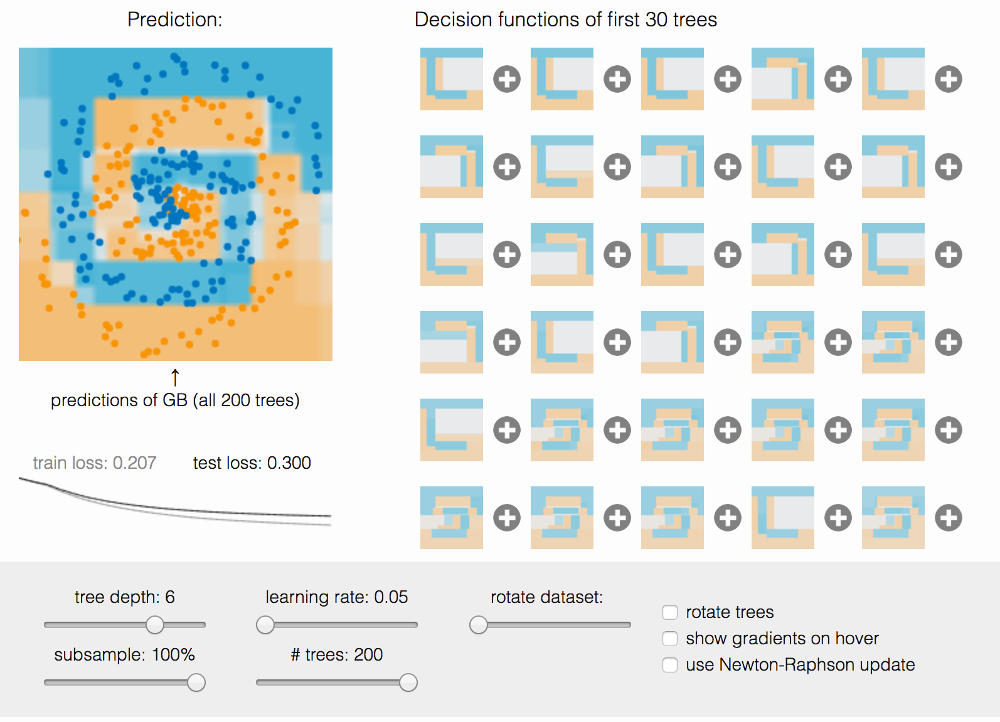 Prediction:
Decision functions of first 30 trees
↑
predictions of GB (all 200 trees)
train loss: 0.207 test loss: 0.300
tree depth: 6
learning rate: 0.05
rotate dataset:
subsample: 100%
# trees: 200
rotate trees
show gradients on hover
use Newton-Raphson update